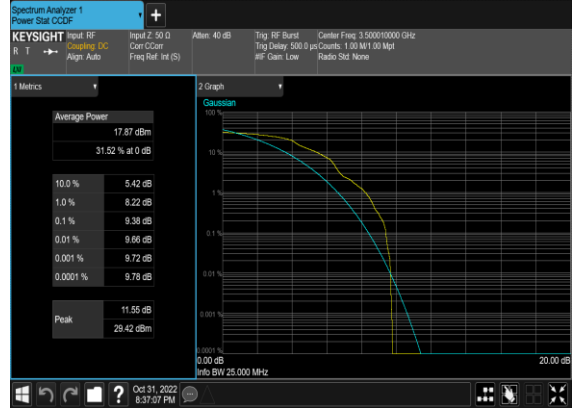 Spectrum Analyzer 1
Power Stat CCDF
KEYSIGHT
R T
Input: RF
Coupling: DC
Align: Auto
Input Z: 50 Ω
Corr CCorr
Freq Ref: Int (S)
Atten: 40 dB
Trig: RF Burst
Trig Delay: 500.0 µs
#IF Gain: Low
Center Freq: 3.500010000 GHz
Counts: 1.00 M/1.00 Mpt
Radio Std: None
1 Metrics
Average Power
17.87 dBm
31.52 % at 0 dB
10.0 % 5.42 dB
1.0 % 8.22 dB
0.1 % 9.38 dB
0.01 % 9.66 dB
0.001 % 9.72 dB
0.0001 % 9.78 dB
Peak
11.55 dB
29.42 dBm
2 Graph
Gaussian
100 %
10 %
1 %
0.1 %
0.01 %
0.001 %
0.0001 %
0.00 dB 20.00 dB
Info BW 25.000 MHz
? Oct 31, 2022
8:37:07 PM